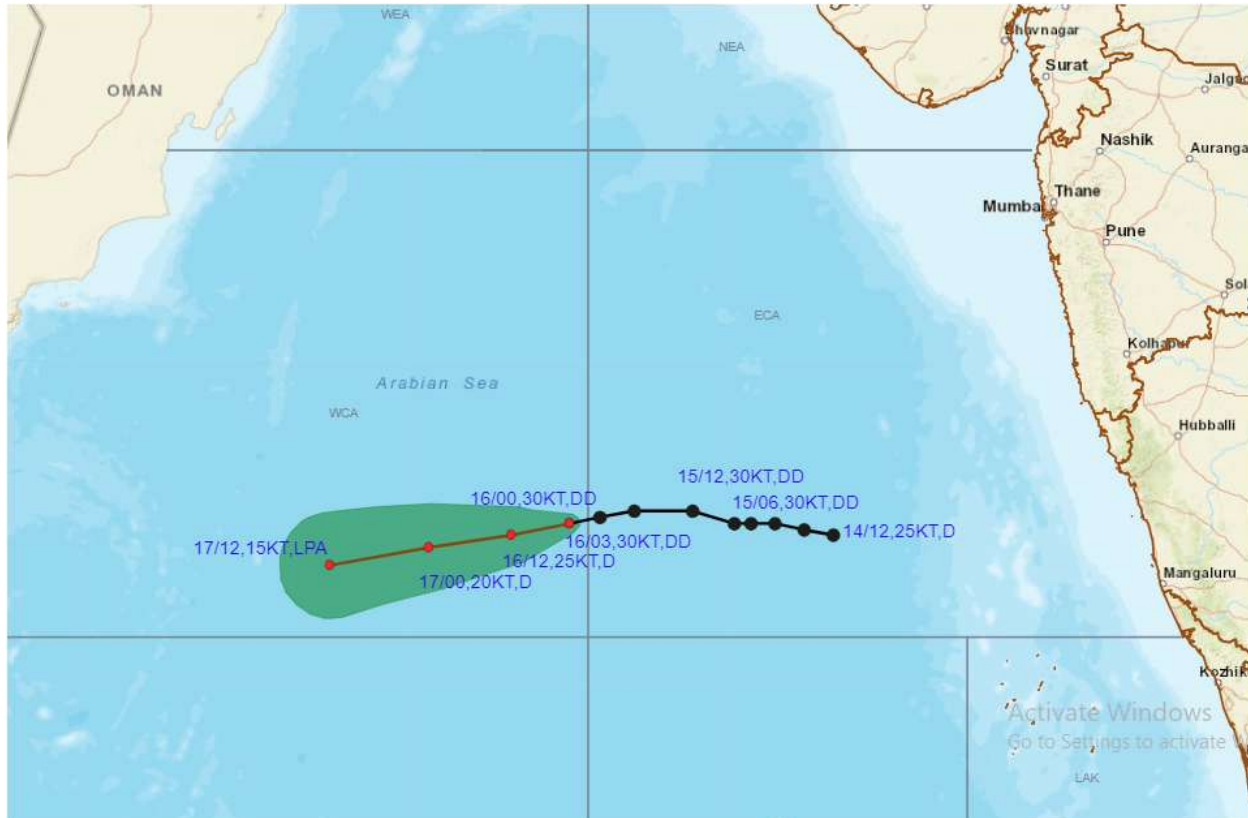 WEA
NEA
Bhavnagar
Surat
OMAN
Jalga
Nashik
Auranga
Thane
Mumba
Pune
Sol
ECA
Kolhapur
Arabian Sea
WCA
Hubballi
15/12,30KT,DD
16/00,30KT,DD
15/06,30KT,DD
14/12,25KT,D
16/03,30KT,DD
17/12,15KT,LPA
16/12,25KT,D
17/00,20KT,D
Mangaluru
Kozhik
Activate Windows
Go to Settings to activate W
LAK